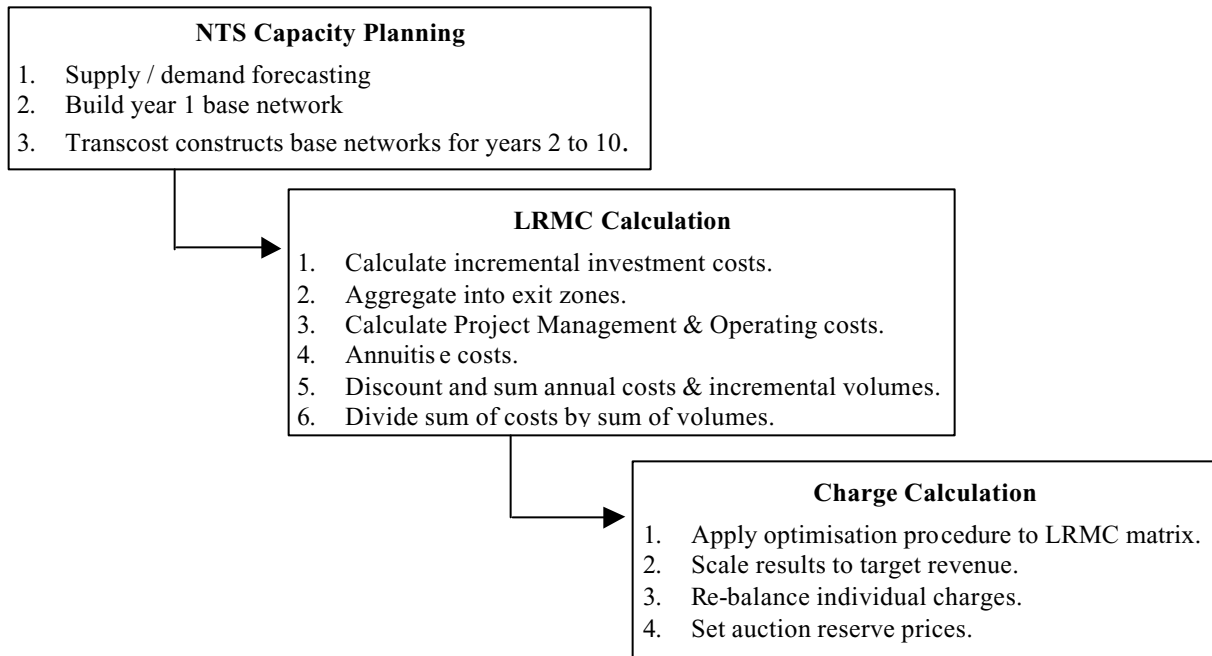 NTS Capacity Planning
1. Supply / demand forecasting
2. Build year 1 base network
3. Transcost constructs base networks for years 2 to 10.
LRMC Calculation
1. Calculate incremental investment costs.
2. Aggregate into exit zones.
3. Calculate Project Management & Operating costs.
4. Annuitise costs.
5. Discount and sum annual costs & incremental volumes.
6. Divide sum of costs by sum of volumes.
Charge Calculation
1. Apply optimisation procedure to LRMC matrix.
2. Scale results to target revenue.
3. Re-balance individual charges.
4. Set auction reserve prices.